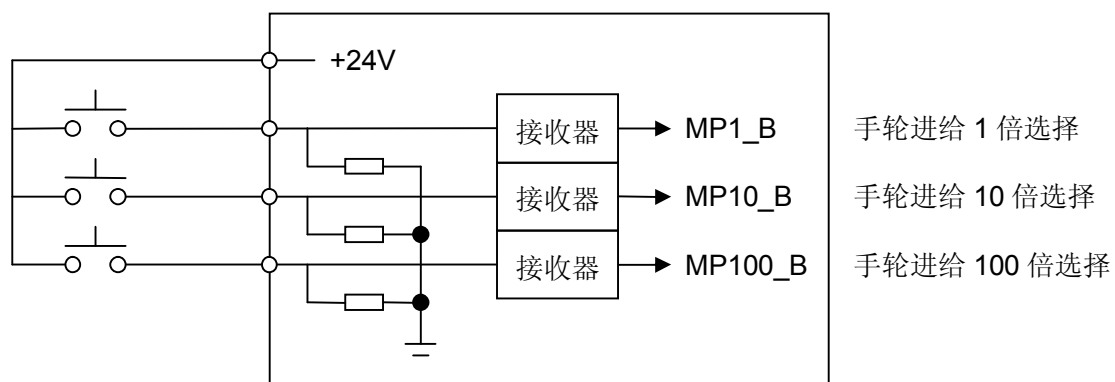 +24V
接收器 MP1_B 手轮进给 1 倍选择
接收器 MP10_B 手轮进给 10 倍选择
接收器 MP100_B 手轮进给 100 倍选择